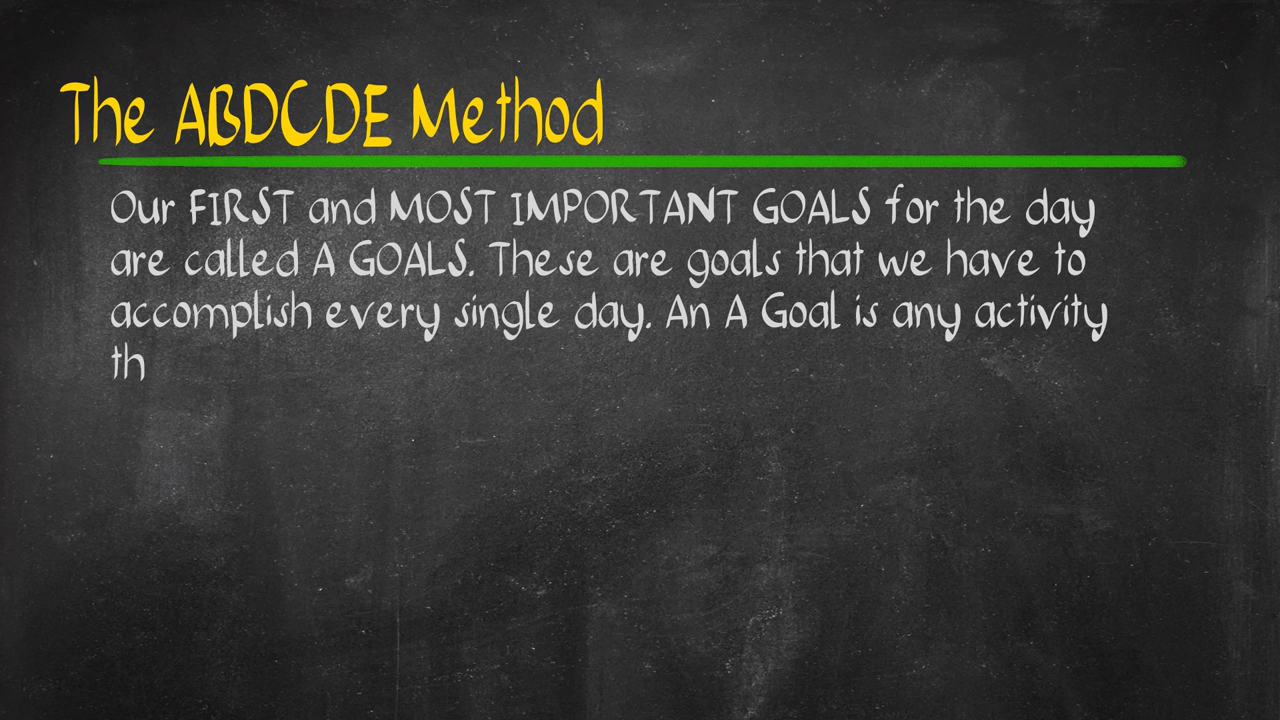 The ABDCDE Method
Our FIRST and MOST IMPORTANT GOALS for the day
are called A GOALS. These are goals that we have to
accomplish every single day. An A Goal is any activity
th